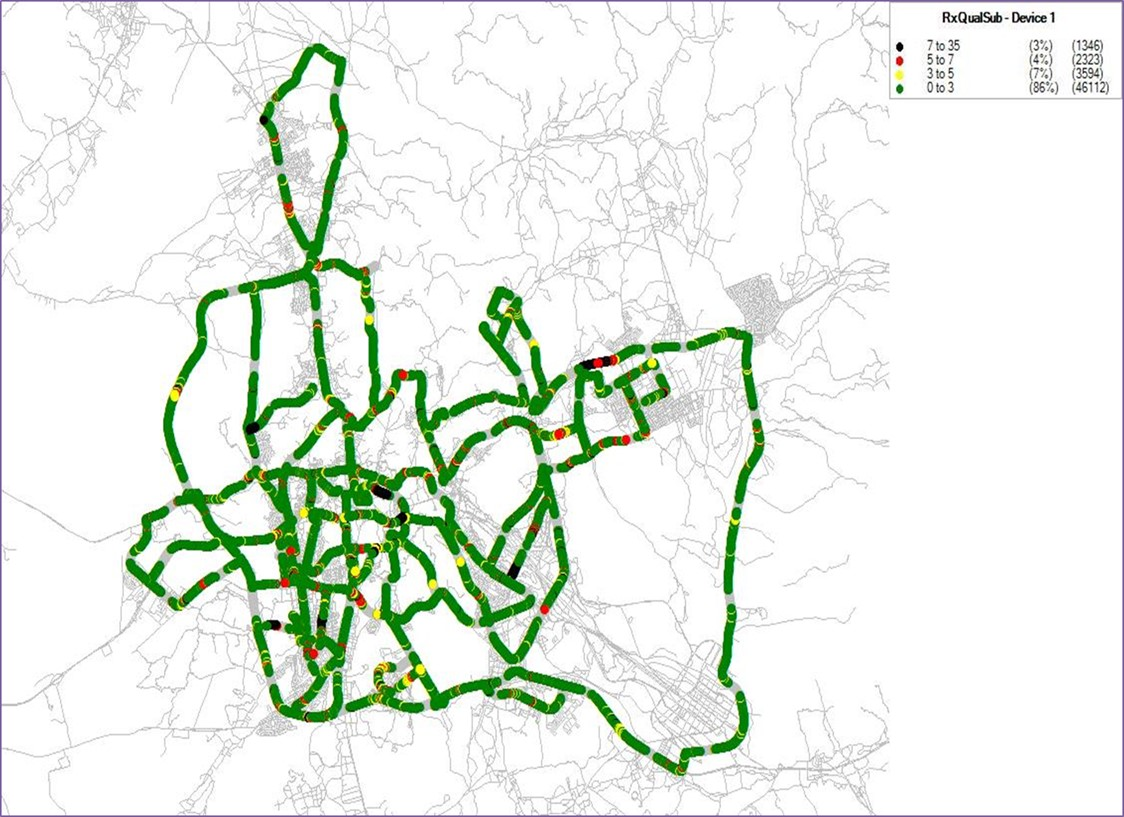 RxQualSub - Device 1
7 to 35 (3%) (1346)
5 to 7 (4%) (2323)
3 to 5 (7%) (3594)
0 to 3 (86%) (46112)